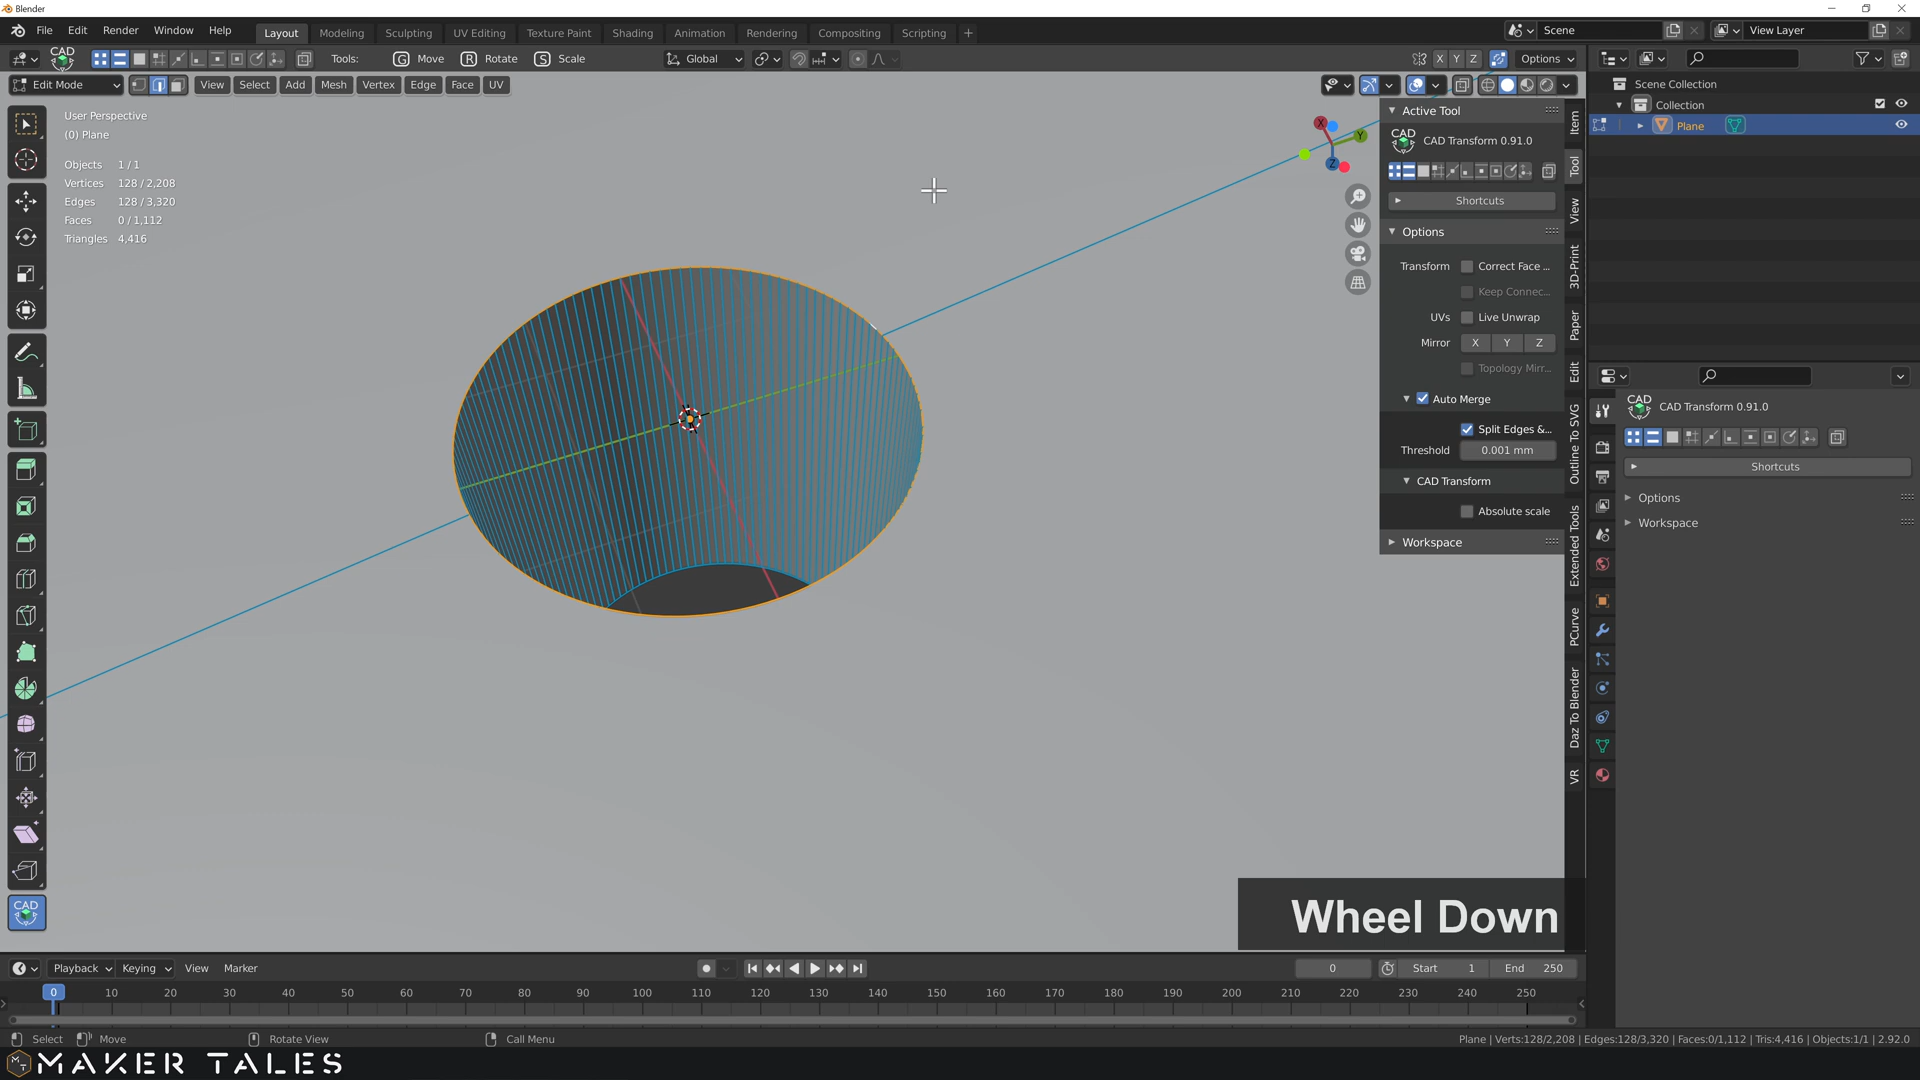 Blender
File Edit Render Window Help
Layout Modeling Sculpting UV Editing Texture Paint Shading Animation Rendering Compositing Scripting +
Scene
View Layer
CAD
Tools: G Move R Rotate S Scale
Global
X Y Z
Options
Edit Mode
View Select Add Mesh Vertex Edge Face UV
User Perspective
(0) Plane
Objects 1 / 1
Vertices 128 / 2,208
Edges 128 / 3,320
Faces 0 / 1,112
Triangles 4,416
X
Y
Z
Active Tool
CAD
CAD Transform 0.91.0
Shortcuts
Options
Transform Correct Face ...
Keep Connec...
UVs Live Unwrap
Mirror X Y Z
Topology Mirr...
Auto Merge
Split Edges &...
Threshold 0.001 mm
CAD Transform
Absolute scale
Workspace
Item
Tool
View
3D-Print
Paper
Edit
Outline To SVG
Extended Tools
PCurve
Daz To Blender
VR
Scene Collection
Collection
Plane
CAD
CAD Transform 0.91.0
Shortcuts
Options
Workspace
CAD
Wheel Down
Playback Keying View Marker
0
Start 1
End 250
0 10 20 30 40 50 60 70 80 90 100 110 120 130 140 150 160 170 180 190 200 210 220 230 240 250
Select Move Rotate View Call Menu
Plane | Verts:128/2,208 | Edges:128/3,320 | Faces:0/1,112 | Tris:4,416 | Objects:1/1 | 2.92.0
MAKER TALES